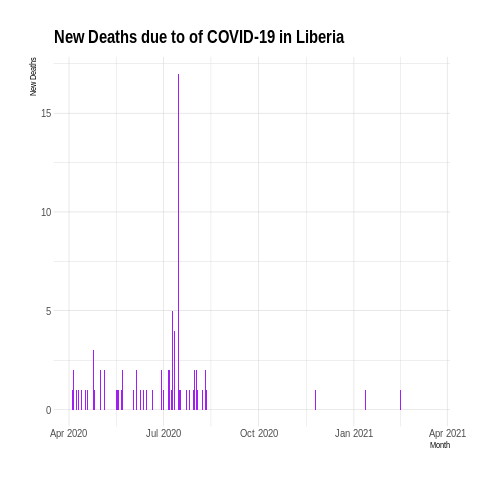 New Deaths due to of COVID-19 in Liberia
New Deaths
15
10
5
0
Apr 2020 Jul 2020 Oct 2020 Jan 2021 Apr 2021
Month